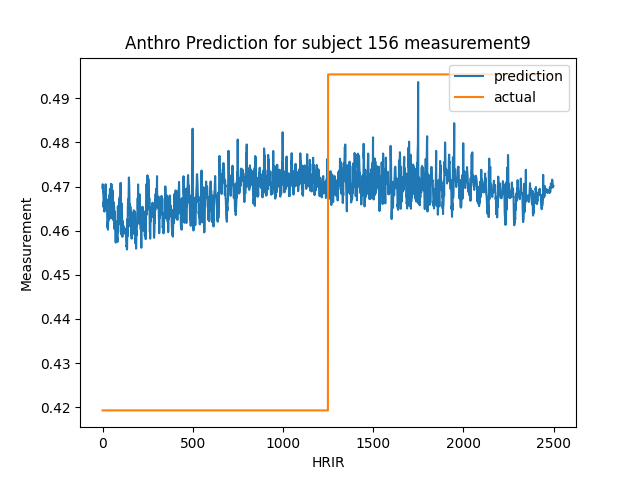 Anthro Prediction for subject 156 measurement9
prediction
actual
Measurement
0.49
0.48
0.47
0.46
0.45
0.44
0.43
0.42
0
500
1000
1500
2000
2500
HRIR